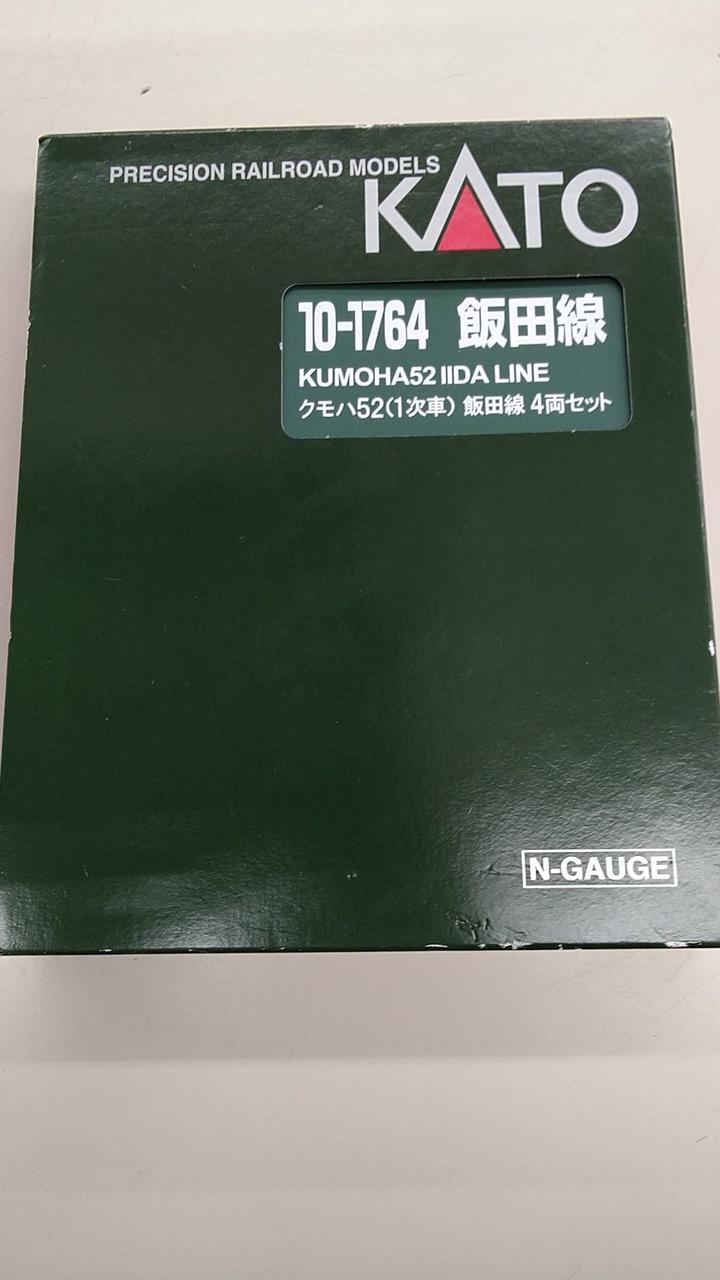 PRECISION RAILROAD MODELS
KATO
10-1764 飯田線
KUMOHA52 IIDA LINE
クモハ52(1次車) 飯田線 4両セット
N-GAUGE